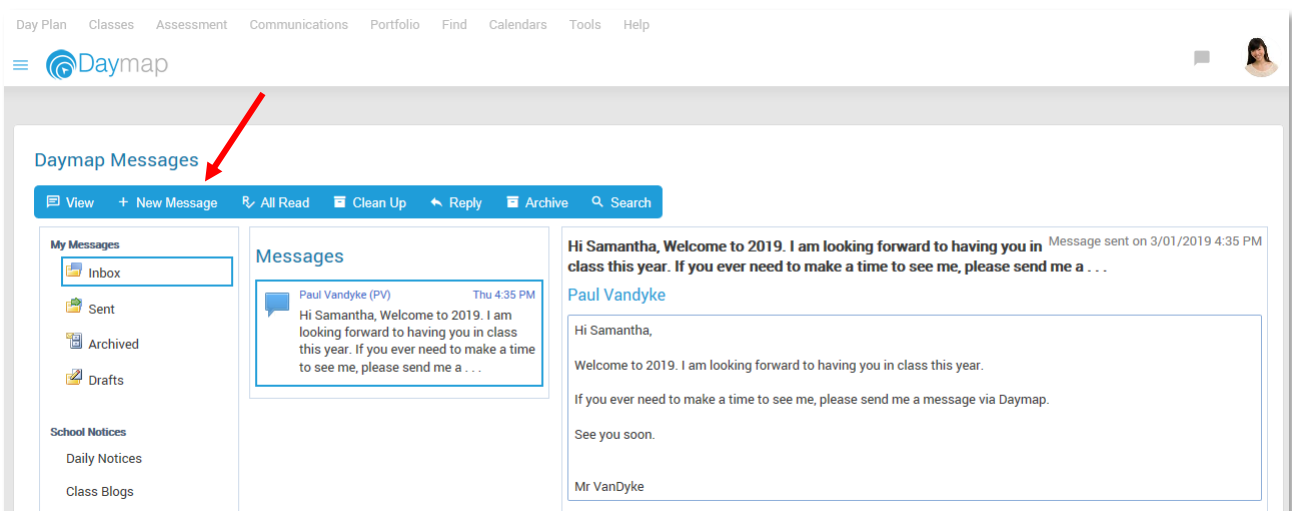 Day Plan Classes Assessment Communications Portfolio Find Calendars Tools Help
Daymap
Daymap Messages
View + New Message All Read Clean Up Reply Archive Search
My Messages
Inbox
Sent
Archived
Drafts
School Notices
Daily Notices
Class Blogs
Messages
Paul Vandyke (PV) Thu 4:35 PM
Hi Samantha, Welcome to 2019. I am
looking forward to having you in class
this year. If you ever need to make a time
to see me, please send me a . . .
Hi Samantha, Welcome to 2019. I am looking forward to having you in
class this year. If you ever need to make a time to see me, please send me a . . .
Message sent on 3/01/2019 4:35 PM
Paul Vandyke
Hi Samantha,
Welcome to 2019. I am looking forward to having you in class this year.
If you ever need to make a time to see me, please send me a message via Daymap.
See you soon.
Mr VanDyke